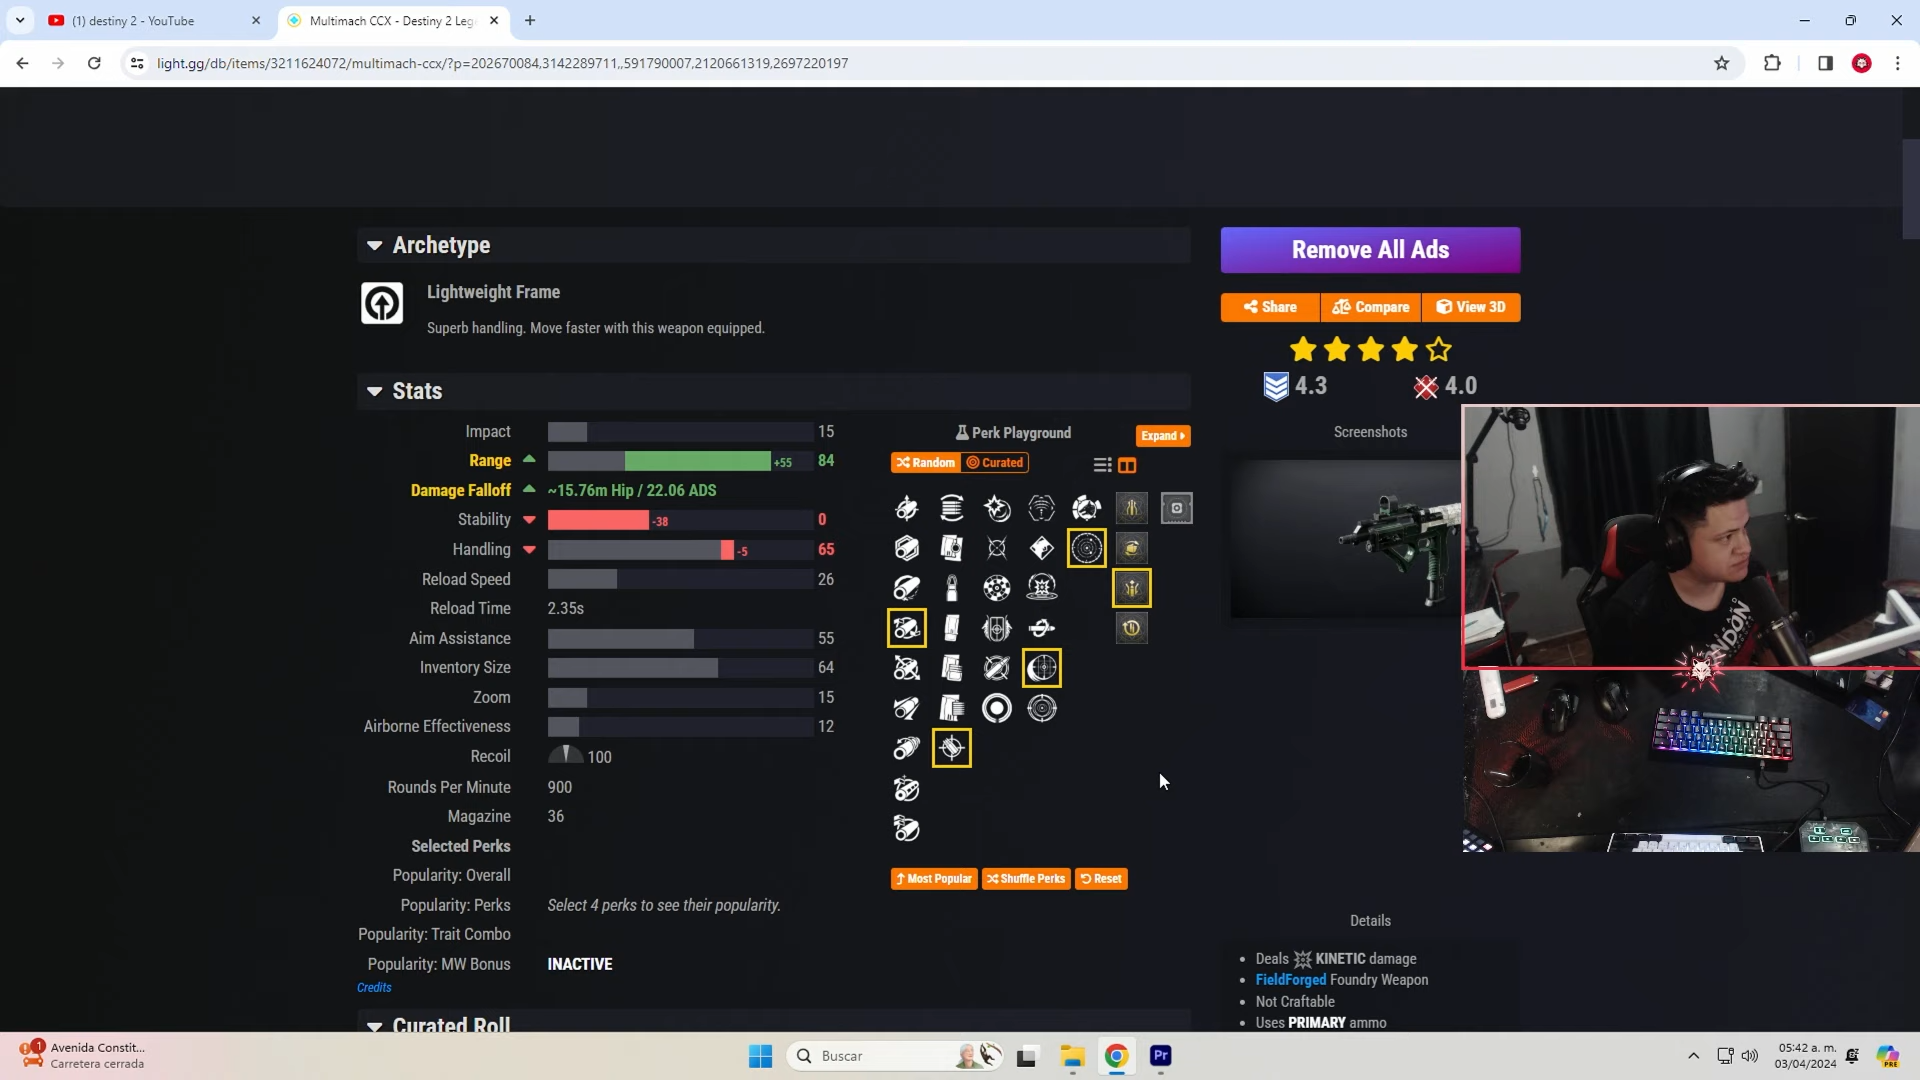 (1) destiny 2 - YouTube
Multimach CCX - Destiny 2 Leg
light.gg/db/items/3211624072/multimach-ccx/?p=202670084,3142289711,,591790007,2120661319,2697220197
Archetype
Lightweight Frame
Superb handling. Move faster with this weapon equipped.
Stats
Impact 15
Range +55 84
Damage Falloff ~15.76m Hip / 22.06 ADS
Stability -38 0
Handling -5 65
Reload Speed 26
Reload Time 2.35s
Aim Assistance 55
Inventory Size 64
Zoom 15
Airborne Effectiveness 12
Recoil 100
Rounds Per Minute 900
Magazine 36
Selected Perks
Popularity: Overall
Popularity: Perks Select 4 perks to see their popularity.
Popularity: Trait Combo
Popularity: MW Bonus INACTIVE
Credits
Curated Roll
Perk Playground
Expand
Random Curated
Most Popular Shuffle Perks Reset
Remove All Ads
Share Compare View 3D
4.3 4.0
Screenshots
Details
Deals KINETIC damage
FieldForged Foundry Weapon
Not Craftable
Uses PRIMARY ammo
1
Avenida Constit...
Carretera cerrada
Buscar
Pr
05:42 a. m.
03/04/2024
PRE